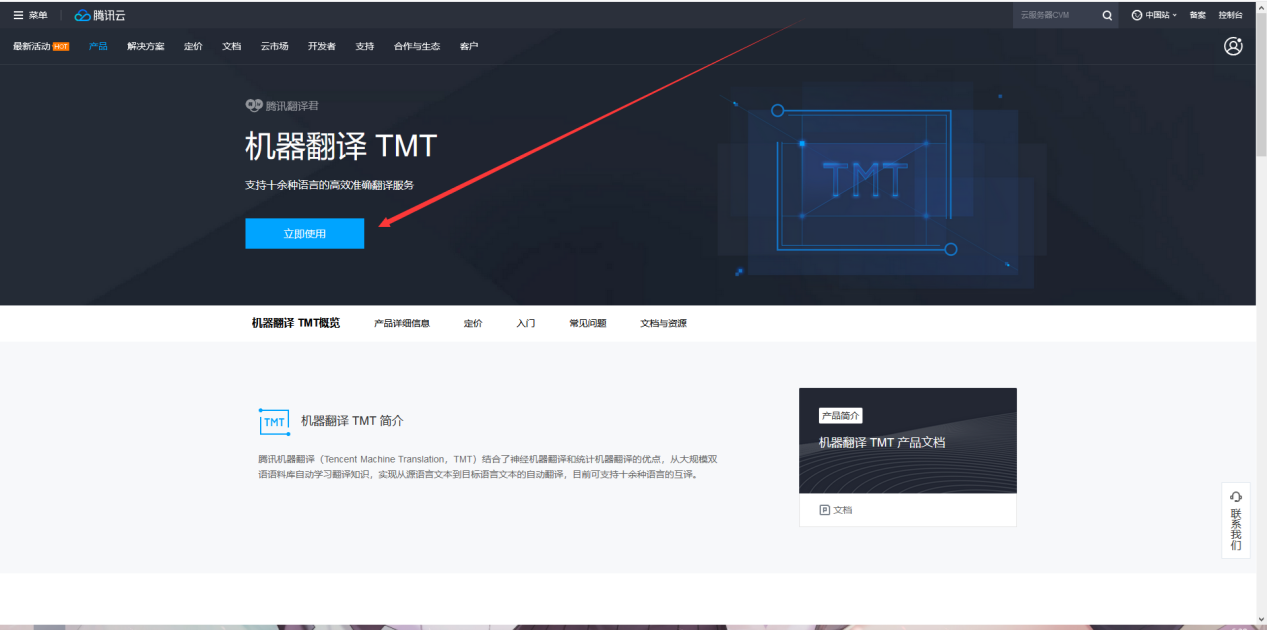 菜单
腾讯云
云服务器CVM
中国站
备案
控制台
最新活动 HOT
产品
解决方案
定价
文档
云市场
开发者
支持
合作与生态
客户
腾讯翻译君
机器翻译 TMT
支持十余种语言的高效准确翻译服务
立即使用
TMT
机器翻译 TMT概览
产品详细信息
定价
入门
常见问题
文档与资源
TMT
机器翻译 TMT 简介
腾讯机器翻译（Tencent Machine Translation，TMT）结合了神经机器翻译和统计机器翻译的优点，从大规模双
语语料库自动学习翻译知识，实现从源语言文本到目标语言文本的自动翻译，目前可支持十余种语言的互译。
产品简介
机器翻译 TMT 产品文档
文档
联系我们